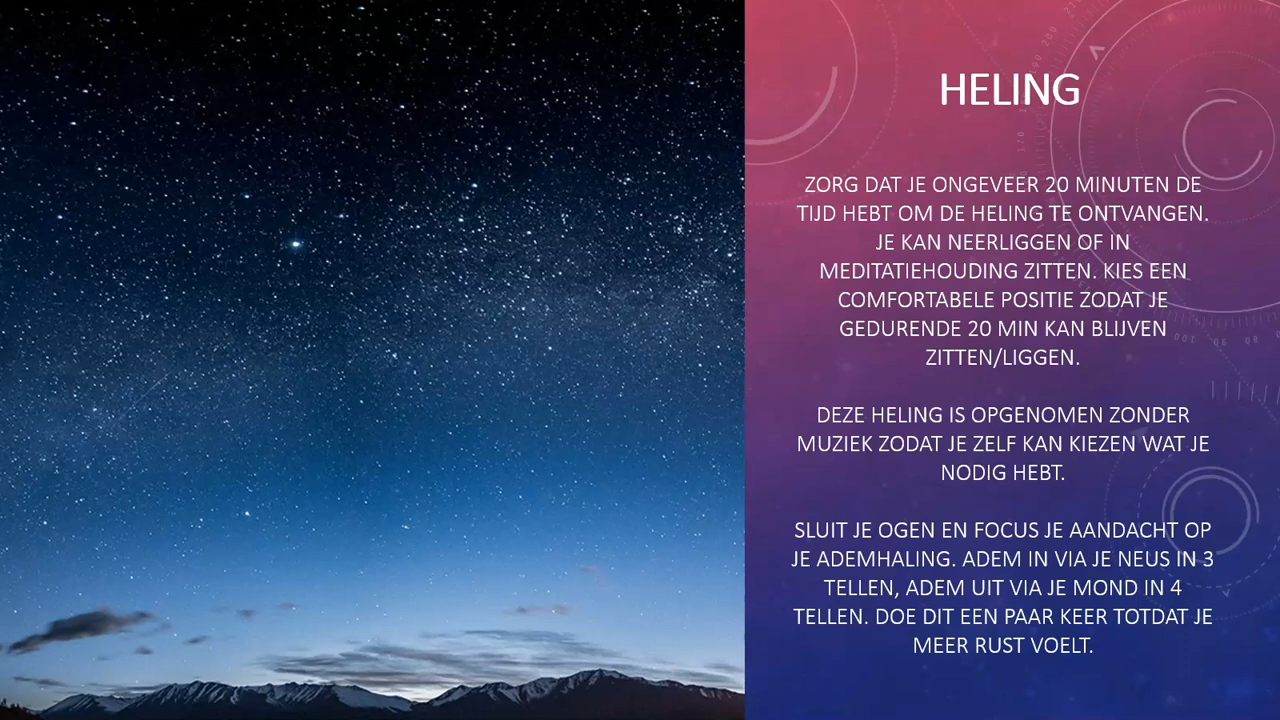 HELING
ZORG DAT JE ONGEVEER 20 MINUTEN DE
TIJD HEBT OM DE HELING TE ONTVANGEN.
JE KAN NEERLIGGEN OF IN
MEDITATIEHOUDING ZITTEN. KIES EEN
COMFORTABELE POSITIE ZODAT JE
GEDURENDE 20 MIN KAN BLIJVEN
ZITTEN/LIGGEN.
DEZE HELING IS OPGENOMEN ZONDER
MUZIEK ZODAT JE ZELF KAN KIEZEN WAT JE
NODIG HEBT.
SLUIT JE OGEN EN FOCUS JE AANDACHT OP
JE ADEMHALING. ADEM IN VIA JE NEUS IN 3
TELLEN, ADEM UIT VIA JE MOND IN 4
TELLEN. DOE DIT EEN PAAR KEER TOTDAT JE
MEER RUST VOELT.